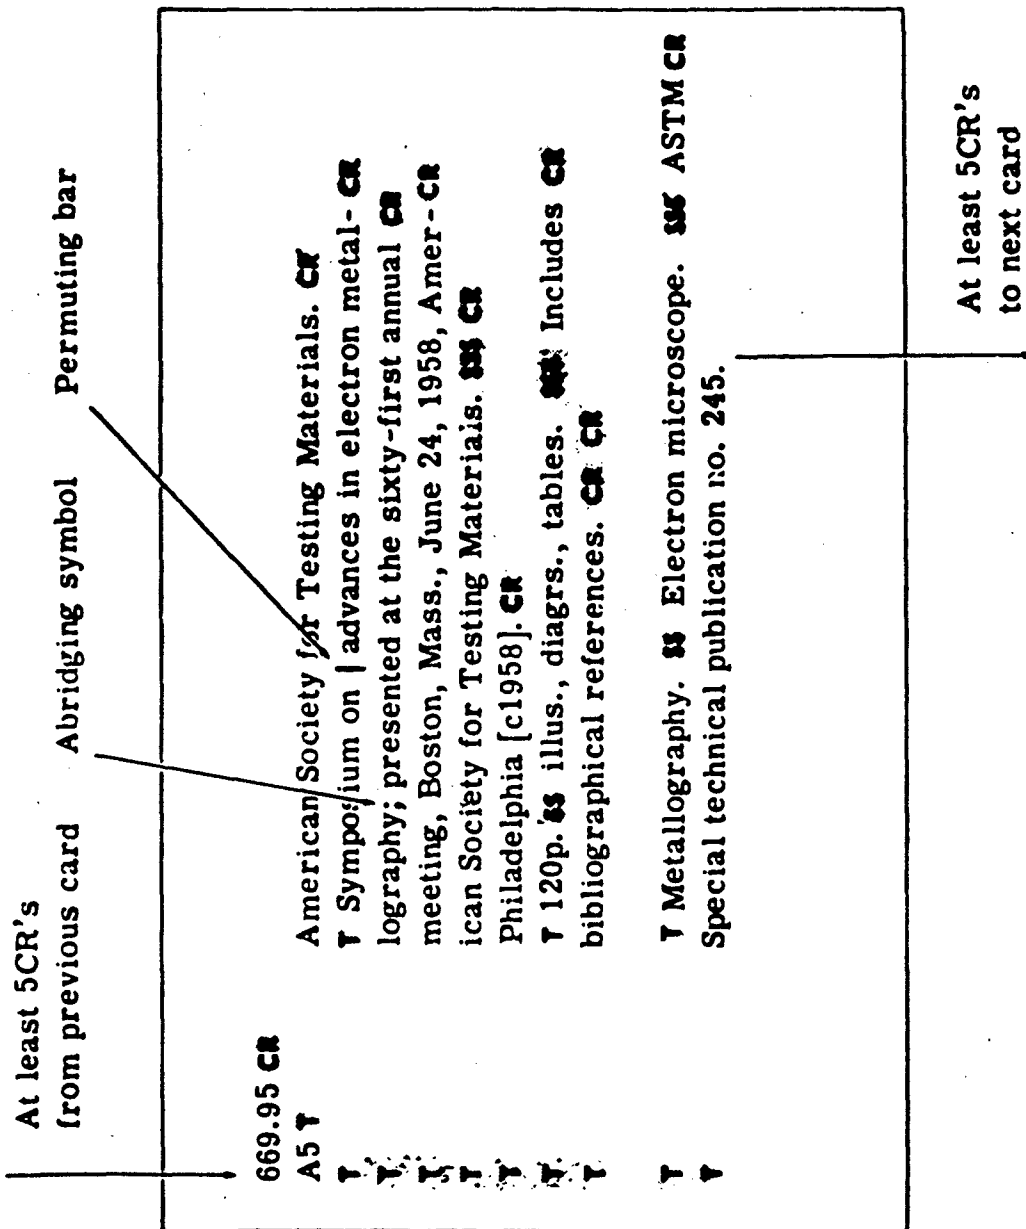 At least 5CR's
from previous card
Abridging symbol
Permuting bar
669.95 CR
A5 T American Society for Testing Materials. CR
T T Symposium on | advances in electron metal- CR
T lography; presented at the sixty-first annual CR
T meeting, Boston, Mass., June 24, 1958, Amer- CR
T ican Society for Testing Materials. $$$ CR
T Philadelphia [c1958]. CR
T T 120p. $$ illus., diagrs., tables. $$$ Includes CR
T bibliographical references. CR CR
T T Metallography. $$ Electron microscope. $$$ ASTM CR
T Special technical publication no. 245.
At least 5CR's
to next card